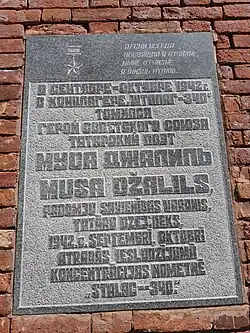 ПЕСНИ ВСЕГДА
ПОСВЯЩАЛ Я ОТЧИЗНЕ,
НЫНЕ ОТЧИЗНЕ
Я ЖИЗНЬ ОТДАЮ...
В СЕНТЯБРЕ-ОКТЯБРЕ 1942г.
В КОНЦЛАГЕРЕ „ШТАЛАГ-340"
ТОМИЛСЯ
ГЕРОЙ СОВЕТСКОГО СОЮЗА
ТАТАРСКИЙ ПОЭТ
МУСА ДЖАЛИЛЬ
MUSA DŽALILS,
PADOMJU SAVIENĪBAS VARONIS,
TATĀRU DZEJNIEKS,
1942.G. SEPTEMBRĪ, OKTOBRĪ
ATRADĀS IESLODZĪJUMĀ
KONCENTRĀCIJAS NOMETNĒ
„STALAG-340."